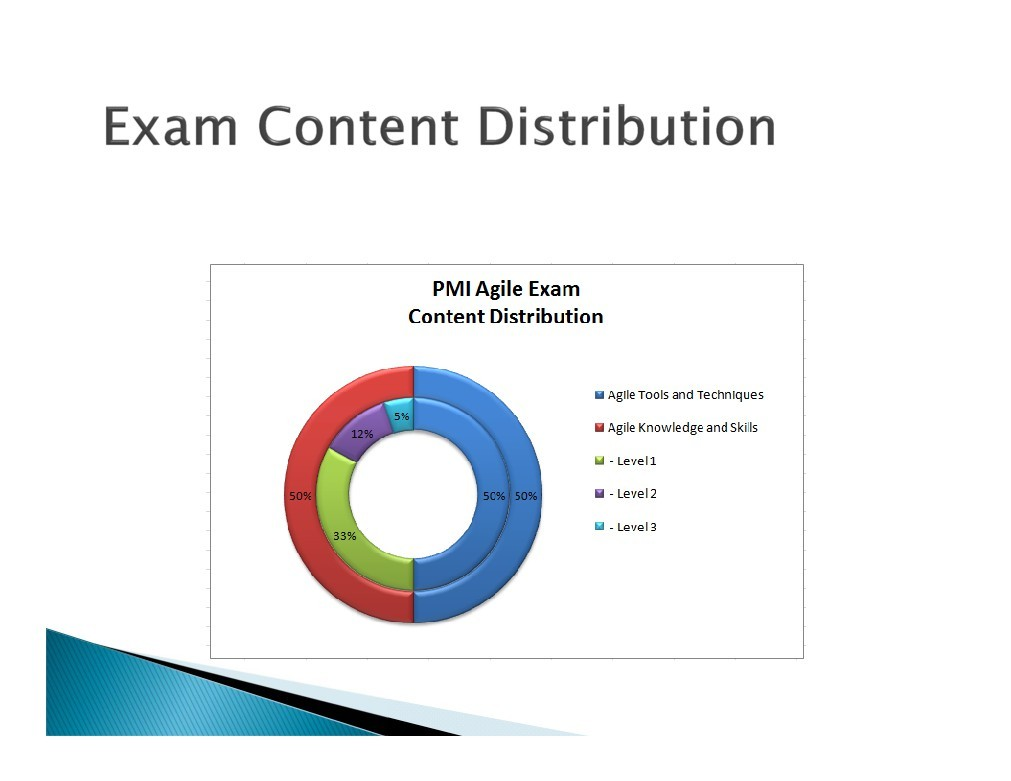 Exam Content Distribution
PMI Agile Exam
Content Distribution
5%
12%
50%
50%
50%
33%
Agile Tools and Techniques
Agile Knowledge and Skills
- Level 1
- Level 2
- Level 3